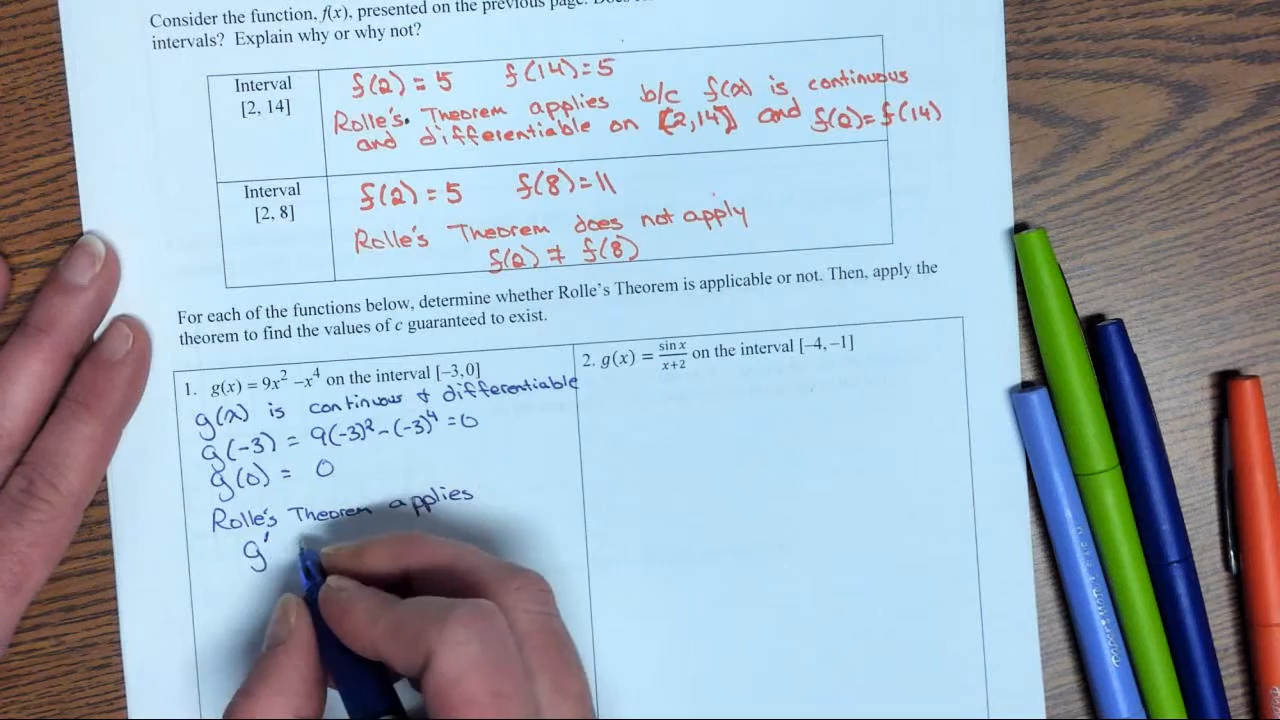 Consider the function, f(x), presented on the previous page.
intervals? Explain why or why not?
Interval
[2, 14]
f(2) = 5 f(14) = 5
Rolle's Theorem applies b/c f(x) is continuous
and differentiable on [2,14] and f(2) = f(14)
Interval
[2, 8]
f(2) = 5 f(8) = 11
Rolle's Theorem does not apply
f(2) ≠ f(8)
For each of the functions below, determine whether Rolle's Theorem is applicable or not. Then, apply the
theorem to find the values of c guaranteed to exist.
1. g(x) = 9x² −x⁴ on the interval [−3,0]
g(x) is continuous + differentiable
g(-3) = 9(-3)² - (-3)⁴ = 0
g(0) = 0
Rolle's Theorem applies
g'
2. g(x) = sin x / x+2 on the interval [−4, −1]